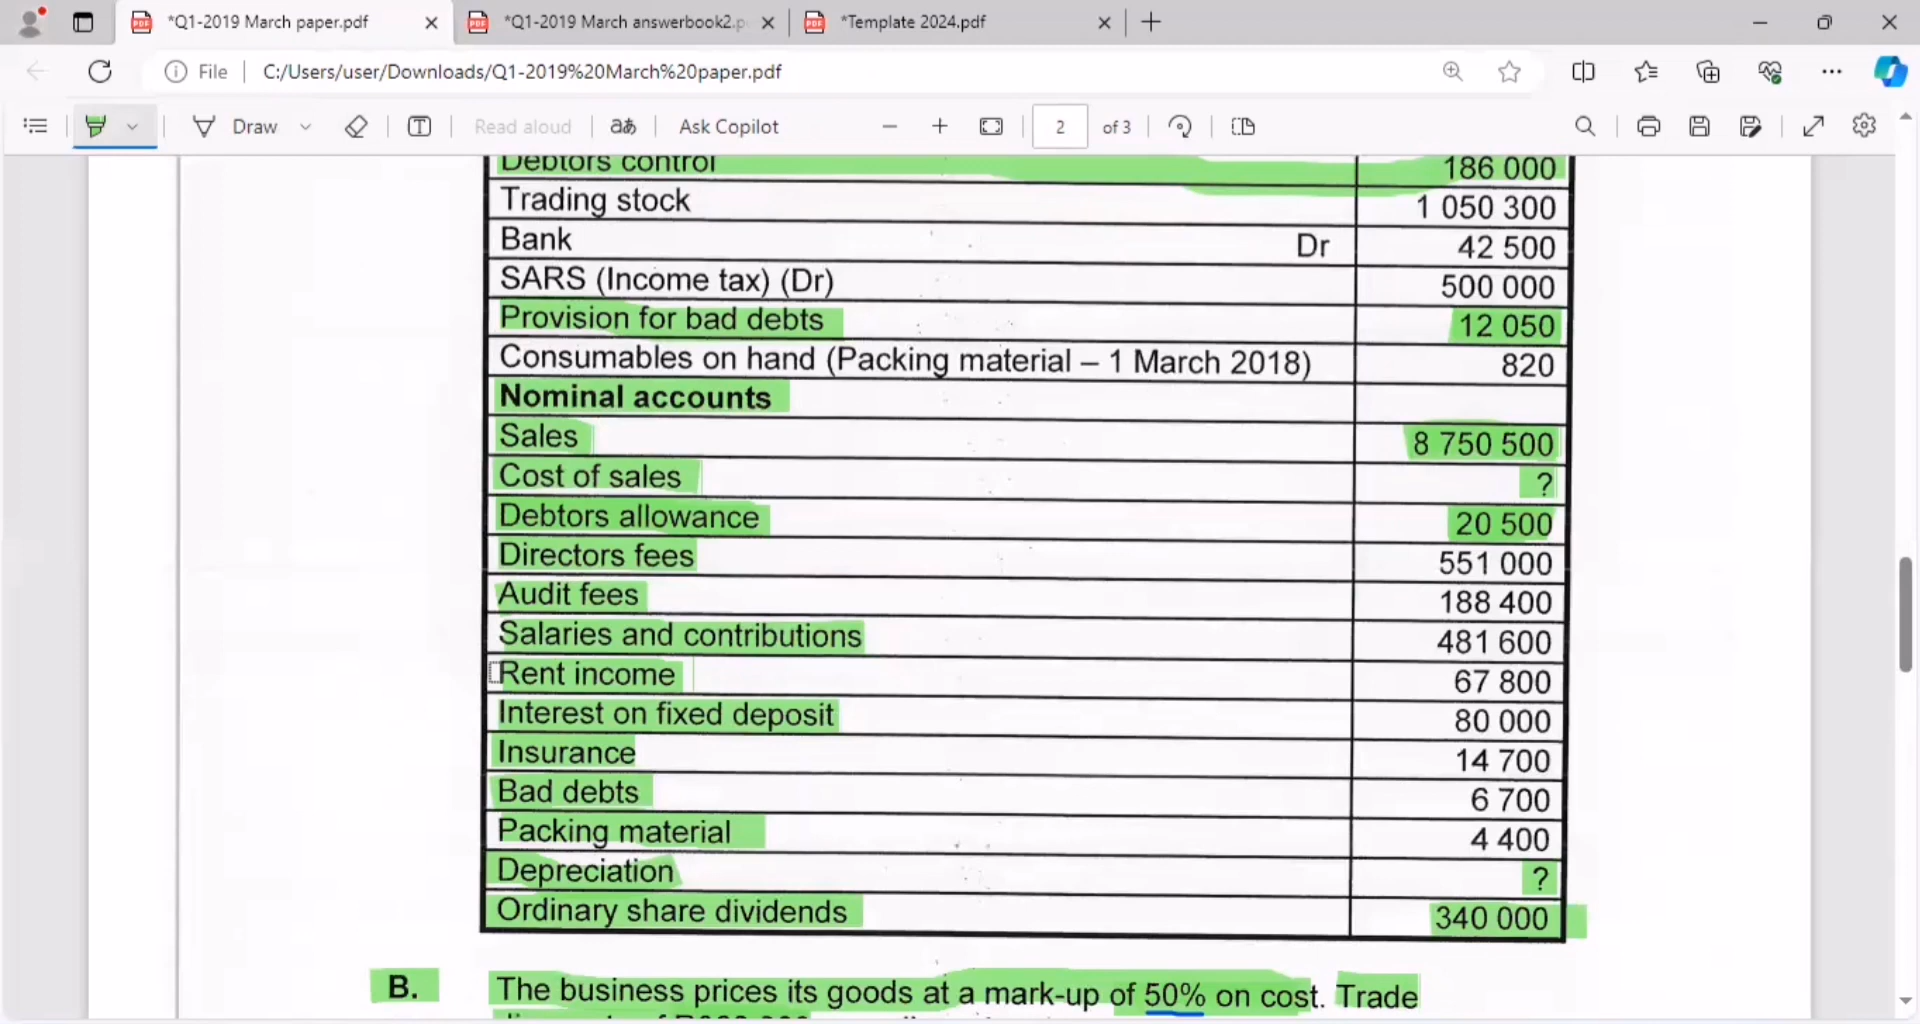 *Q1-2019 March paper.pdf
*Q1-2019 March answerbook2.p
*Template 2024.pdf
File C:/Users/user/Downloads/Q1-2019%20March%20paper.pdf
Draw Read aloud aあ Ask Copilot 2 of 3
Debtors control 186 000
Trading stock 1 050 300
Bank Dr 42 500
SARS (Income tax) (Dr) 500 000
Provision for bad debts 12 050
Consumables on hand (Packing material – 1 March 2018) 820
Nominal accounts
Sales 8 750 500
Cost of sales ?
Debtors allowance 20 500
Directors fees 551 000
Audit fees 188 400
Salaries and contributions 481 600
Rent income 67 800
Interest on fixed deposit 80 000
Insurance 14 700
Bad debts 6 700
Packing material 4 400
Depreciation ?
Ordinary share dividends 340 000
B. The business prices its goods at a mark-up of 50% on cost. Trade